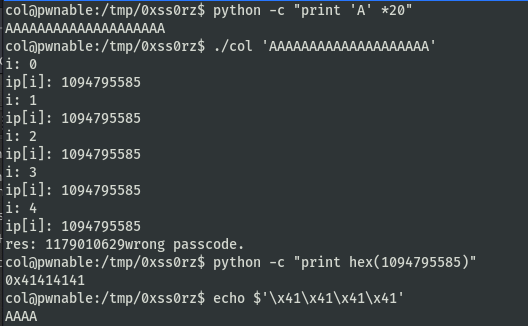 col@pwnable:/tmp/0xss0rz$ python -c "print 'A' *20"
AAAAAAAAAAAAAAAAAAAA
col@pwnable:/tmp/0xss0rz$ ./col 'AAAAAAAAAAAAAAAAAAAA'
i: 0
ip[i]: 1094795585
i: 1
ip[i]: 1094795585
i: 2
ip[i]: 1094795585
i: 3
ip[i]: 1094795585
i: 4
ip[i]: 1094795585
res: 1179010629wrong passcode.
col@pwnable:/tmp/0xss0rz$ python -c "print hex(1094795585)"
0x41414141
col@pwnable:/tmp/0xss0rz$ echo $'\x41\x41\x41\x41'
AAAA